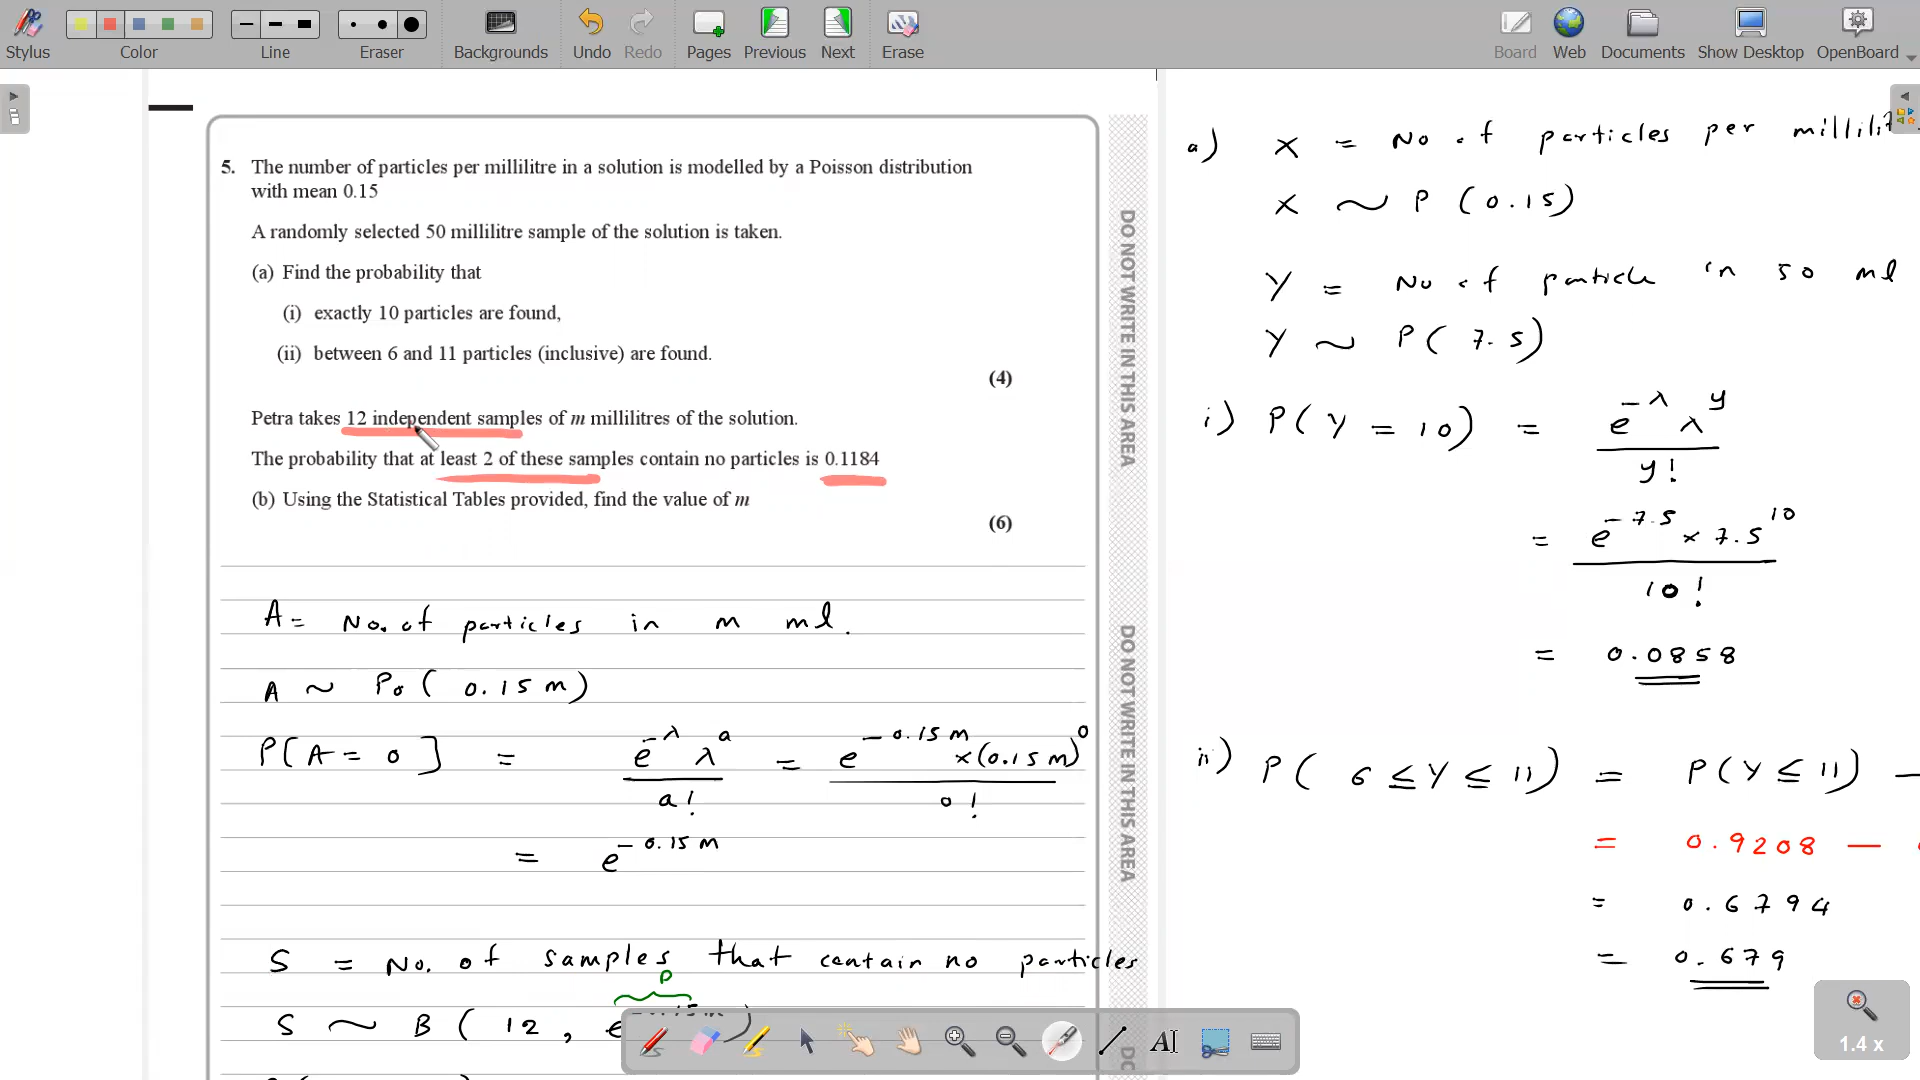 Stylus Color Line Eraser Backgrounds Undo Redo Pages Previous Next Erase Board Web Documents Show Desktop OpenBoard
5. The number of particles per millilitre in a solution is modelled by a Poisson distribution
with mean 0.15
A randomly selected 50 millilitre sample of the solution is taken.
(a) Find the probability that
(i) exactly 10 particles are found,
(ii) between 6 and 11 particles (inclusive) are found.
(4)
Petra takes 12 independent samples of m millilitres of the solution.
The probability that at least 2 of these samples contain no particles is 0.1184
(b) Using the Statistical Tables provided, find the value of m
(6)
A = No. of particles in m ml.
A ~ Po ( 0.15 m)
P[A = 0] = e^-λ λ^a / a! = e^-0.15m × (0.15m)^0 / 0!
= e^-0.15m
S = No. of samples that contain no particles
P
S ~ B ( 12 , e^-0.15m )
DO NOT WRITE IN THIS AREA
DO NOT WRITE IN THIS AREA
DO
a) X = No of particles per millilit
X ~ P (0.15)
Y = No of particle in 50 ml
Y ~ P( 7.5)
i) P( Y = 10) = e^-λ λ^y / y!
= e^-7.5 × 7.5^10 / 10!
= 0.0858
ii) P( 6 ≤ Y ≤ 11) = P(Y ≤ 11) —
= 0.9208 —
= 0.6794
= 0.679
1.4 x